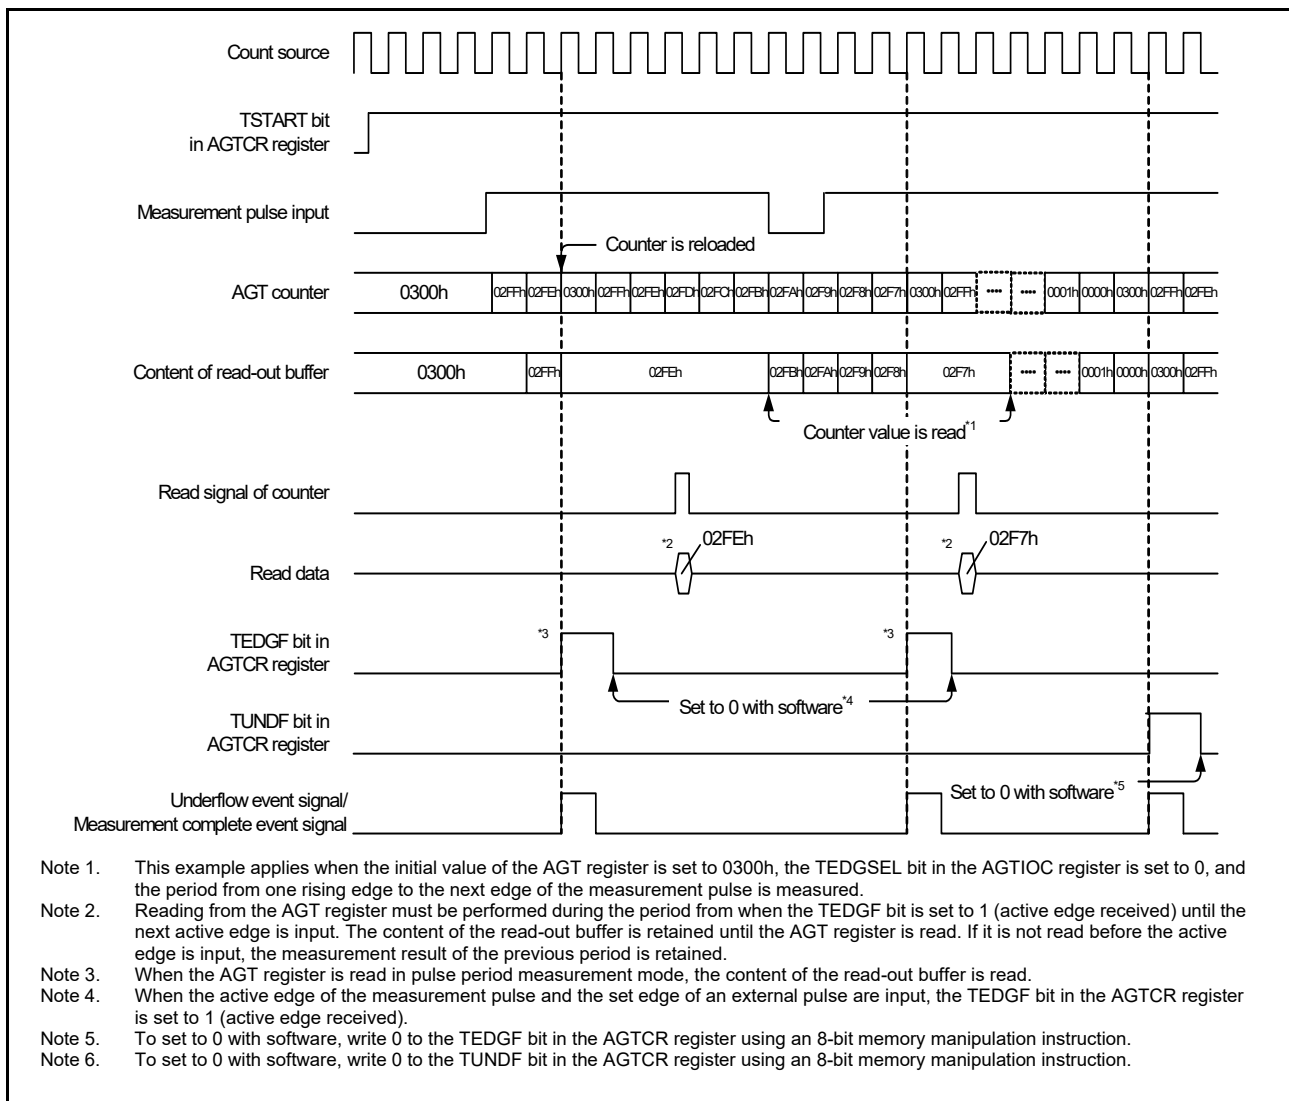 Count source
TSTART bit
in AGTCR register
Measurement pulse input
Counter is reloaded
AGT counter
0300h 02FFh 02FEh 0300h 02FFh 02FEh 02FDh 02FCh 02FBh 02FAh 02F9h 02F8h 02F7h 0300h 02FFh •••• •••• 0001h 0000h 0300h 02FFh 02FEh
Content of read-out buffer
0300h 02FFh 02FEh 02FBh 02FAh 02F9h 02F8h 02F7h •••• •••• 0001h 0000h 0300h 02FFh
Counter value is read*1
Read signal of counter
*2 02FEh *2 02F7h
Read data
TEDGF bit in
AGTCR register
*3 *3
Set to 0 with software*4
TUNDF bit in
AGTCR register
Set to 0 with software*5
Underflow event signal/
Measurement complete event signal
Note 1. This example applies when the initial value of the AGT register is set to 0300h, the TEDGSEL bit in the AGTIOC register is set to 0, and
the period from one rising edge to the next edge of the measurement pulse is measured.
Note 2. Reading from the AGT register must be performed during the period from when the TEDGF bit is set to 1 (active edge received) until the
next active edge is input. The content of the read-out buffer is retained until the AGT register is read. If it is not read before the active
edge is input, the measurement result of the previous period is retained.
Note 3. When the AGT register is read in pulse period measurement mode, the content of the read-out buffer is read.
Note 4. When the active edge of the measurement pulse and the set edge of an external pulse are input, the TEDGF bit in the AGTCR register
is set to 1 (active edge received).
Note 5. To set to 0 with software, write 0 to the TEDGF bit in the AGTCR register using an 8-bit memory manipulation instruction.
Note 6. To set to 0 with software, write 0 to the TUNDF bit in the AGTCR register using an 8-bit memory manipulation instruction.